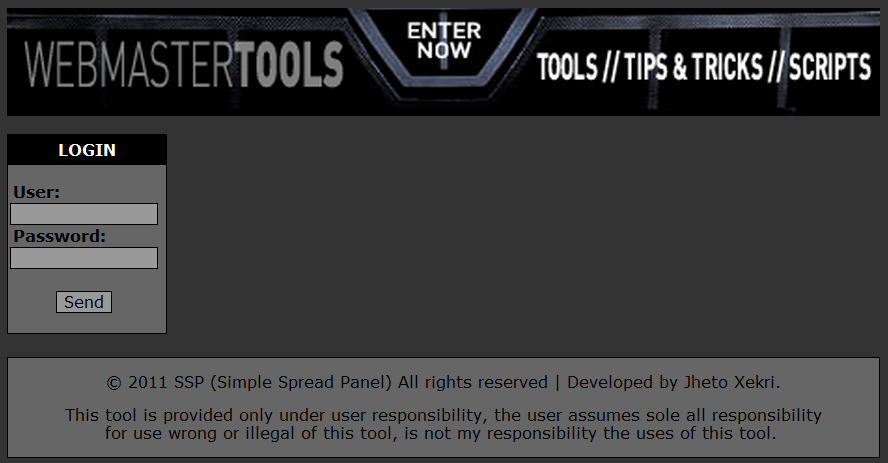 WEBMASTERTOOLS
ENTER
NOW
TOOLS // TIPS & TRICKS // SCRIPTS
LOGIN
User:
Password:
Send
© 2011 SSP (Simple Spread Panel) All rights reserved | Developed by Jheto Xekri.
This tool is provided only under user responsibility, the user assumes sole all responsibility
for use wrong or illegal of this tool, is not my responsibility the uses of this tool.